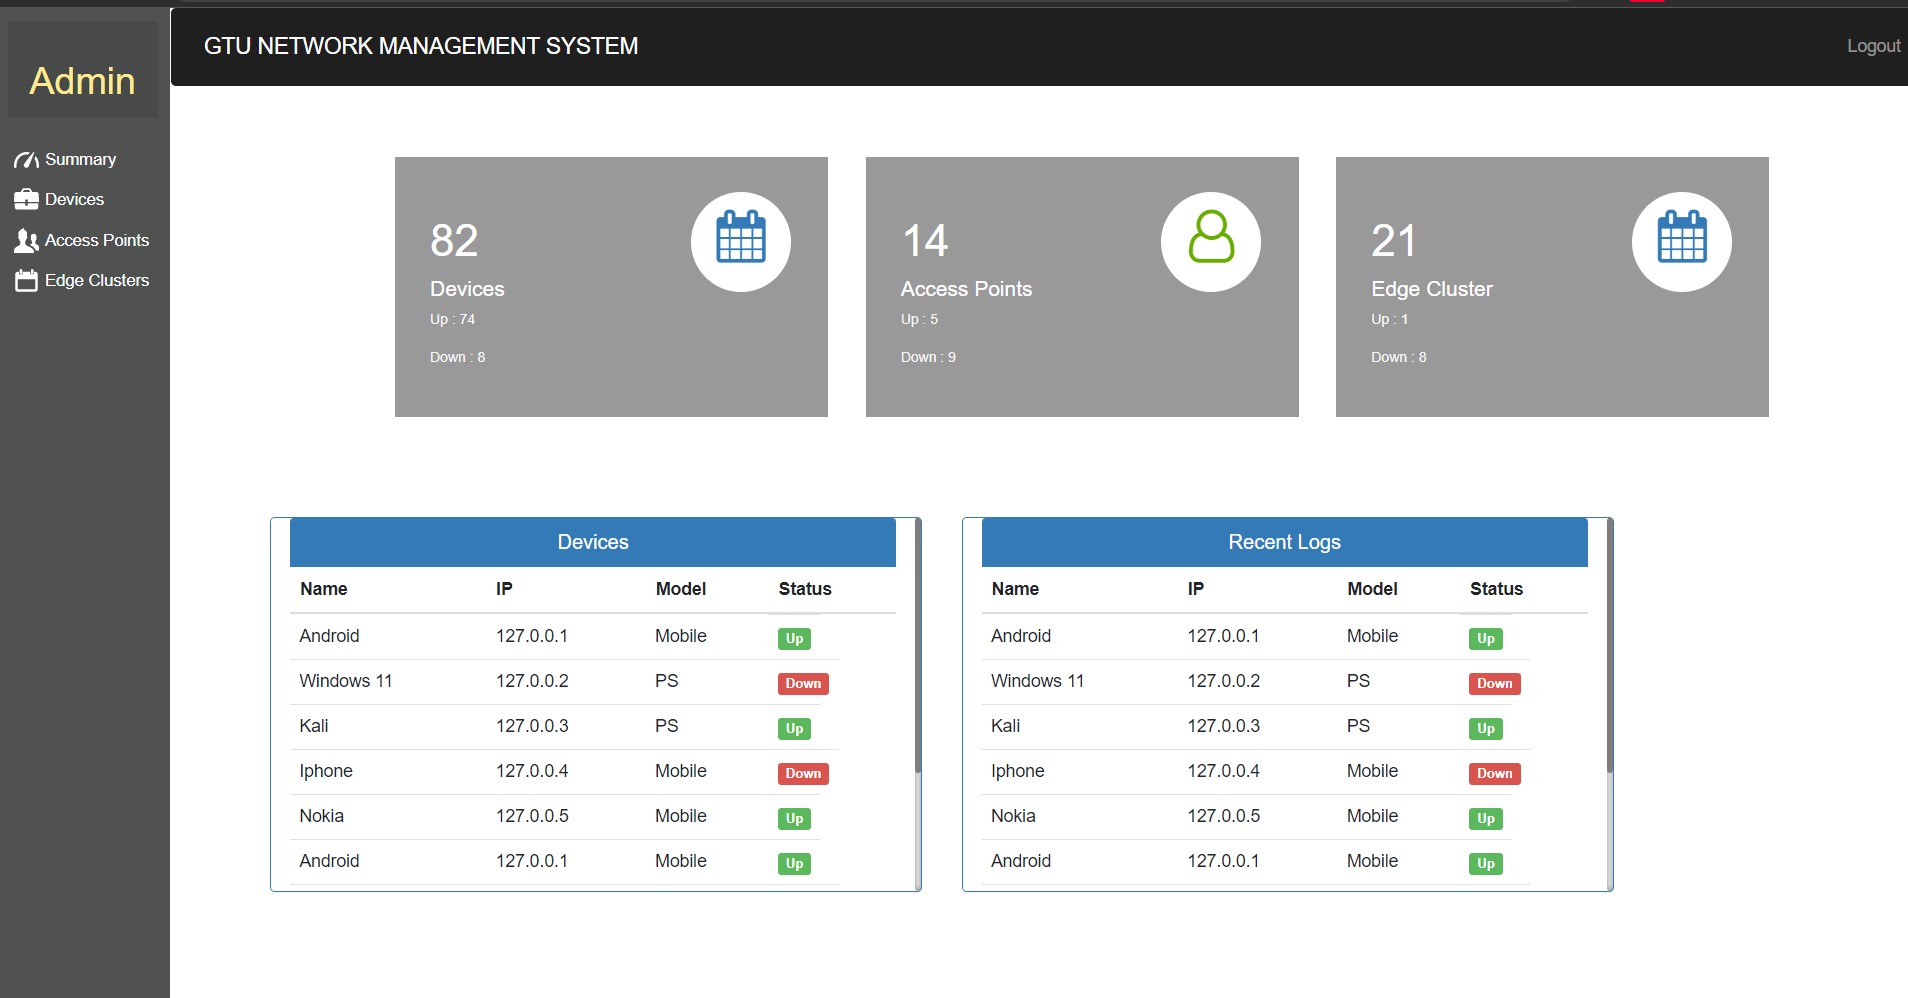 GTU NETWORK MANAGEMENT SYSTEM
Logout
Admin
Summary
Devices
Access Points
Edge Clusters
82
Devices
Up : 74
Down : 8
14
Access Points
Up : 5
Down : 9
21
Edge Cluster
Up : 1
Down : 8
Devices
Name IP Model Status
Android 127.0.0.1 Mobile Up
Windows 11 127.0.0.2 PS Down
Kali 127.0.0.3 PS Up
Iphone 127.0.0.4 Mobile Down
Nokia 127.0.0.5 Mobile Up
Android 127.0.0.1 Mobile Up
Recent Logs
Name IP Model Status
Android 127.0.0.1 Mobile Up
Windows 11 127.0.0.2 PS Down
Kali 127.0.0.3 PS Up
Iphone 127.0.0.4 Mobile Down
Nokia 127.0.0.5 Mobile Up
Android 127.0.0.1 Mobile Up